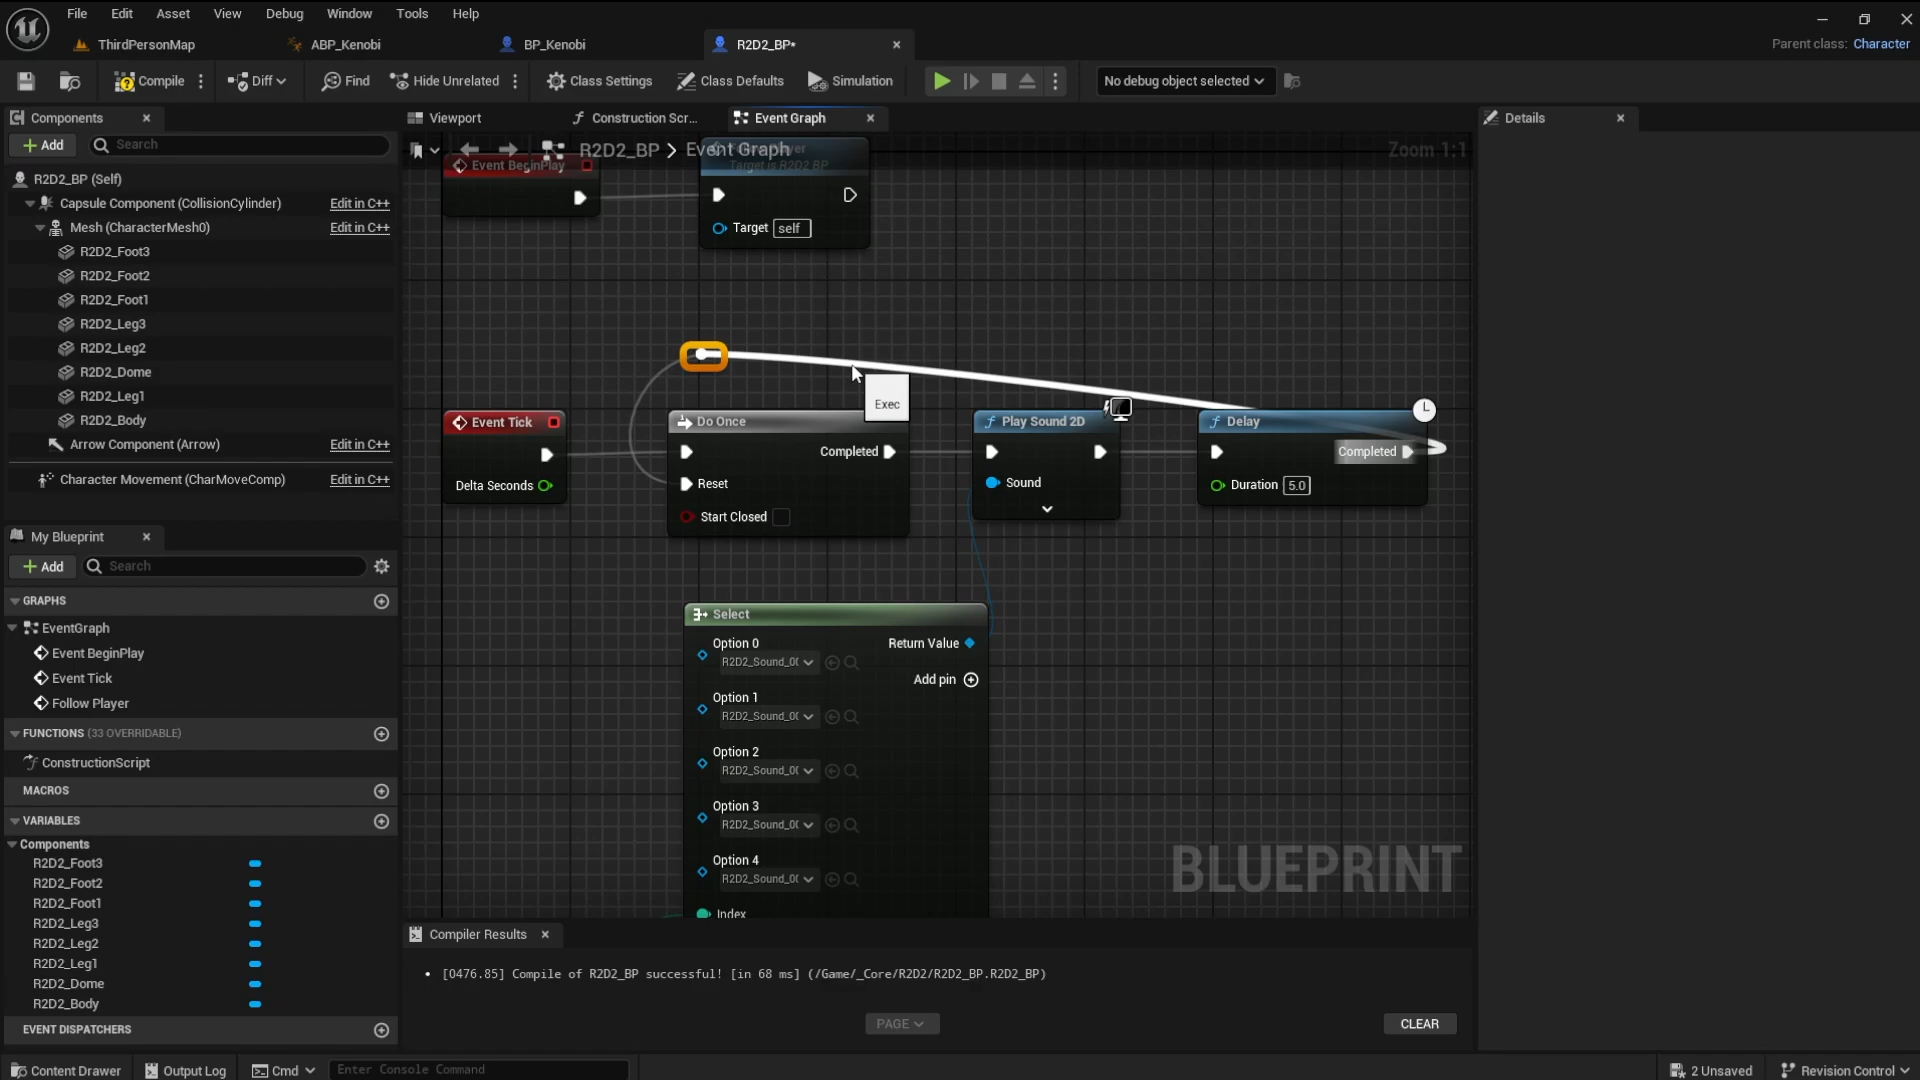 File Edit Asset View Debug Window Tools Help
ThirdPersonMap ABP_Kenobi BP_Kenobi R2D2_BP* Parent class: Character
Compile Diff Find Hide Unrelated Class Settings Class Defaults Simulation No debug object selected
Components
Add Search
R2D2_BP (Self)
Capsule Component (CollisionCylinder) Edit in C++
Mesh (CharacterMesh0) Edit in C++
R2D2_Foot3
R2D2_Foot2
R2D2_Foot1
R2D2_Leg3
R2D2_Leg2
R2D2_Dome
R2D2_Leg1
R2D2_Body
Arrow Component (Arrow) Edit in C++
Character Movement (CharMoveComp) Edit in C++
My Blueprint
Add Search
GRAPHS
EventGraph
Event BeginPlay
Event Tick
Follow Player
FUNCTIONS (33 OVERRIDABLE)
ConstructionScript
MACROS
VARIABLES
Components
R2D2_Foot3
R2D2_Foot2
R2D2_Foot1
R2D2_Leg3
R2D2_Leg2
R2D2_Leg1
R2D2_Dome
R2D2_Body
EVENT DISPATCHERS
Viewport Construction Scr... Event Graph
R2D2_BP > Event Graph Zoom 1:1
Event BeginPlay
Target is R2D2 BP
Target self
Exec
Event Tick
Delta Seconds
Do Once
Completed
Reset
Start Closed
Play Sound 2D
Sound
Delay
Completed
Duration 5.0
Select
Option 0 Return Value
R2D2_Sound_0(
Add pin
Option 1
R2D2_Sound_0(
Option 2
R2D2_Sound_0(
Option 3
R2D2_Sound_0(
Option 4
R2D2_Sound_0(
Index
BLUEPRINT
Compiler Results
[0476.85] Compile of R2D2_BP successful! [in 68 ms] (/Game/_Core/R2D2/R2D2_BP.R2D2_BP)
PAGE CLEAR
Details
Content Drawer Output Log Cmd Enter Console Command 2 Unsaved Revision Control